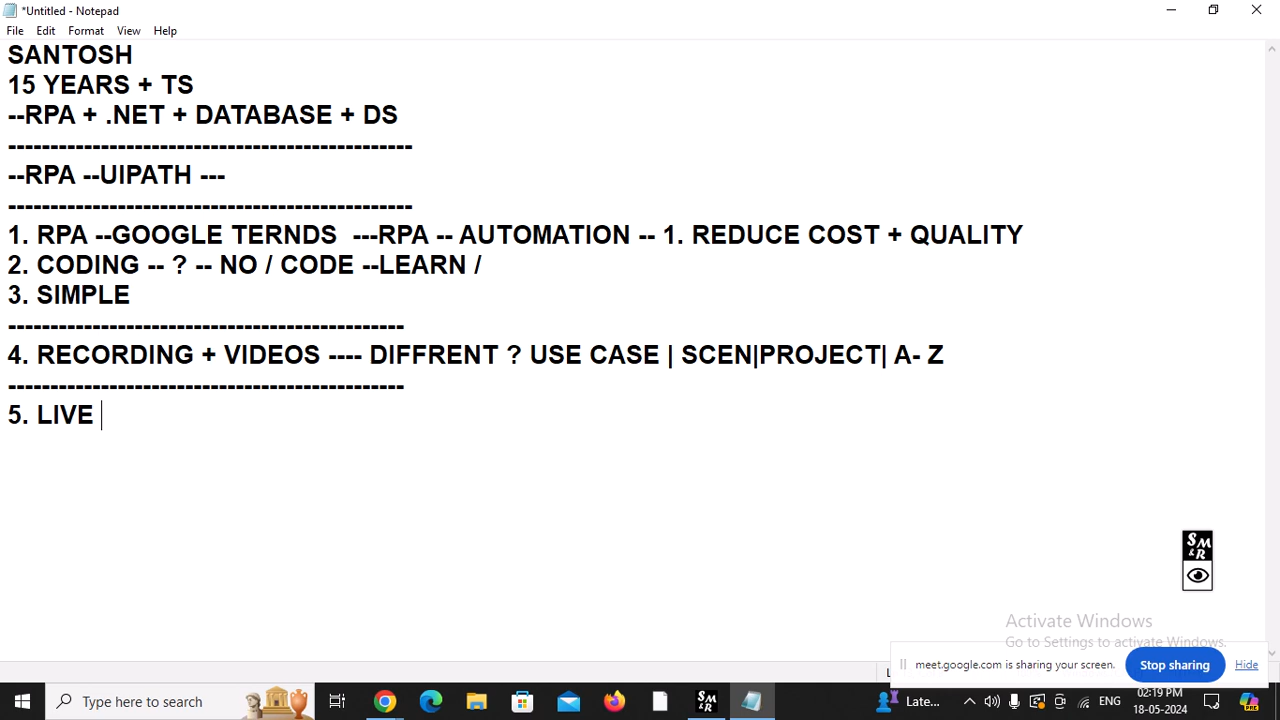 *Untitled - Notepad
File Edit Format View Help
SANTOSH
15 YEARS + TS
--RPA + .NET + DATABASE + DS
------------------------------------------------
--RPA --UIPATH ---
------------------------------------------------
1. RPA --GOOGLE TERNDS ---RPA -- AUTOMATION -- 1. REDUCE COST + QUALITY
2. CODING -- ? -- NO / CODE --LEARN /
3. SIMPLE
-----------------------------------------------
4. RECORDING + VIDEOS ---- DIFFRENT ? USE CASE | SCEN|PROJECT| A- Z
-----------------------------------------------
5. LIVE
S M & R
Activate Windows
Go to Settings to activate Windows.
meet.google.com is sharing your screen. Stop sharing Hide
Type here to search
S M & R
Late... ENG
02:19 PM
18-05-2024
PRE